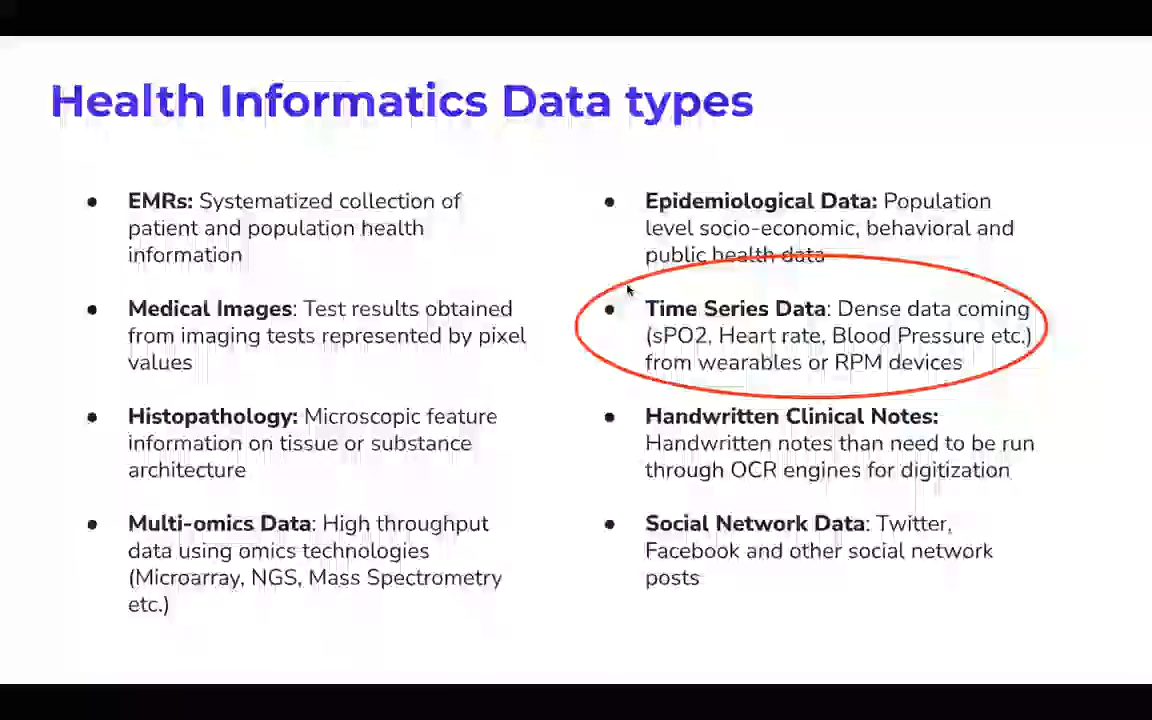 Health Informatics Data types
● EMRs: Systematized collection of
patient and population health
information
● Medical Images: Test results obtained
from imaging tests represented by pixel
values
● Histopathology: Microscopic feature
information on tissue or substance
architecture
● Multi-omics Data: High throughput
data using omics technologies
(Microarray, NGS, Mass Spectrometry
etc.)
● Epidemiological Data: Population
level socio-economic, behavioral and
public health data
● Time Series Data: Dense data coming
(sPO2, Heart rate, Blood Pressure etc.)
from wearables or RPM devices
● Handwritten Clinical Notes:
Handwritten notes than need to be run
through OCR engines for digitization
● Social Network Data: Twitter,
Facebook and other social network
posts